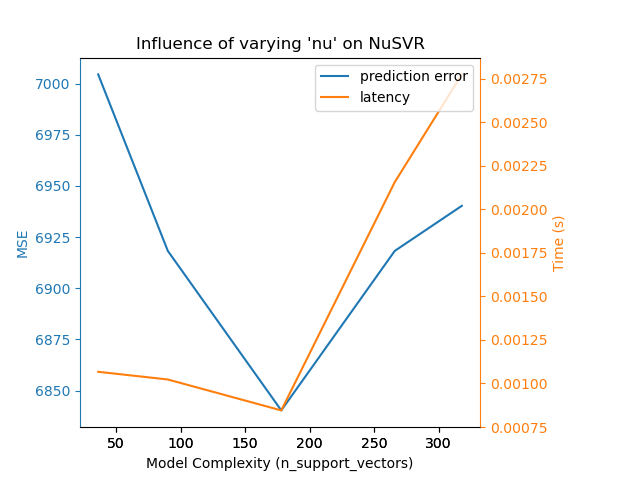 Influence of varying 'nu' on NuSVR
prediction error
latency
7000
6975
6950
6925
6900
6875
6850
MSE
0.00275
0.00250
0.00225
0.00200
0.00175
0.00150
0.00125
0.00100
0.00075
Time (s)
50 100 150 200 250 300
Model Complexity (n_support_vectors)